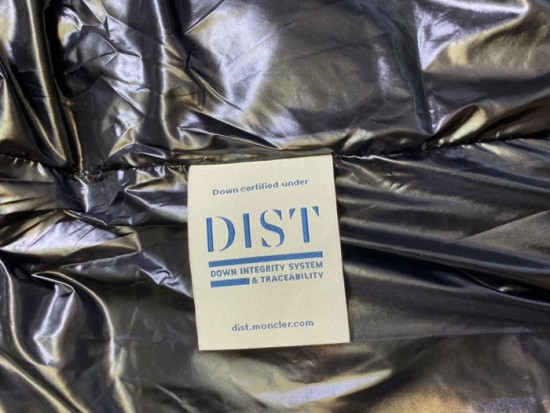 Down certified under
DIST
DOWN INTEGRITY SYSTEM
& TRACEABILITY
dist.moncler.com